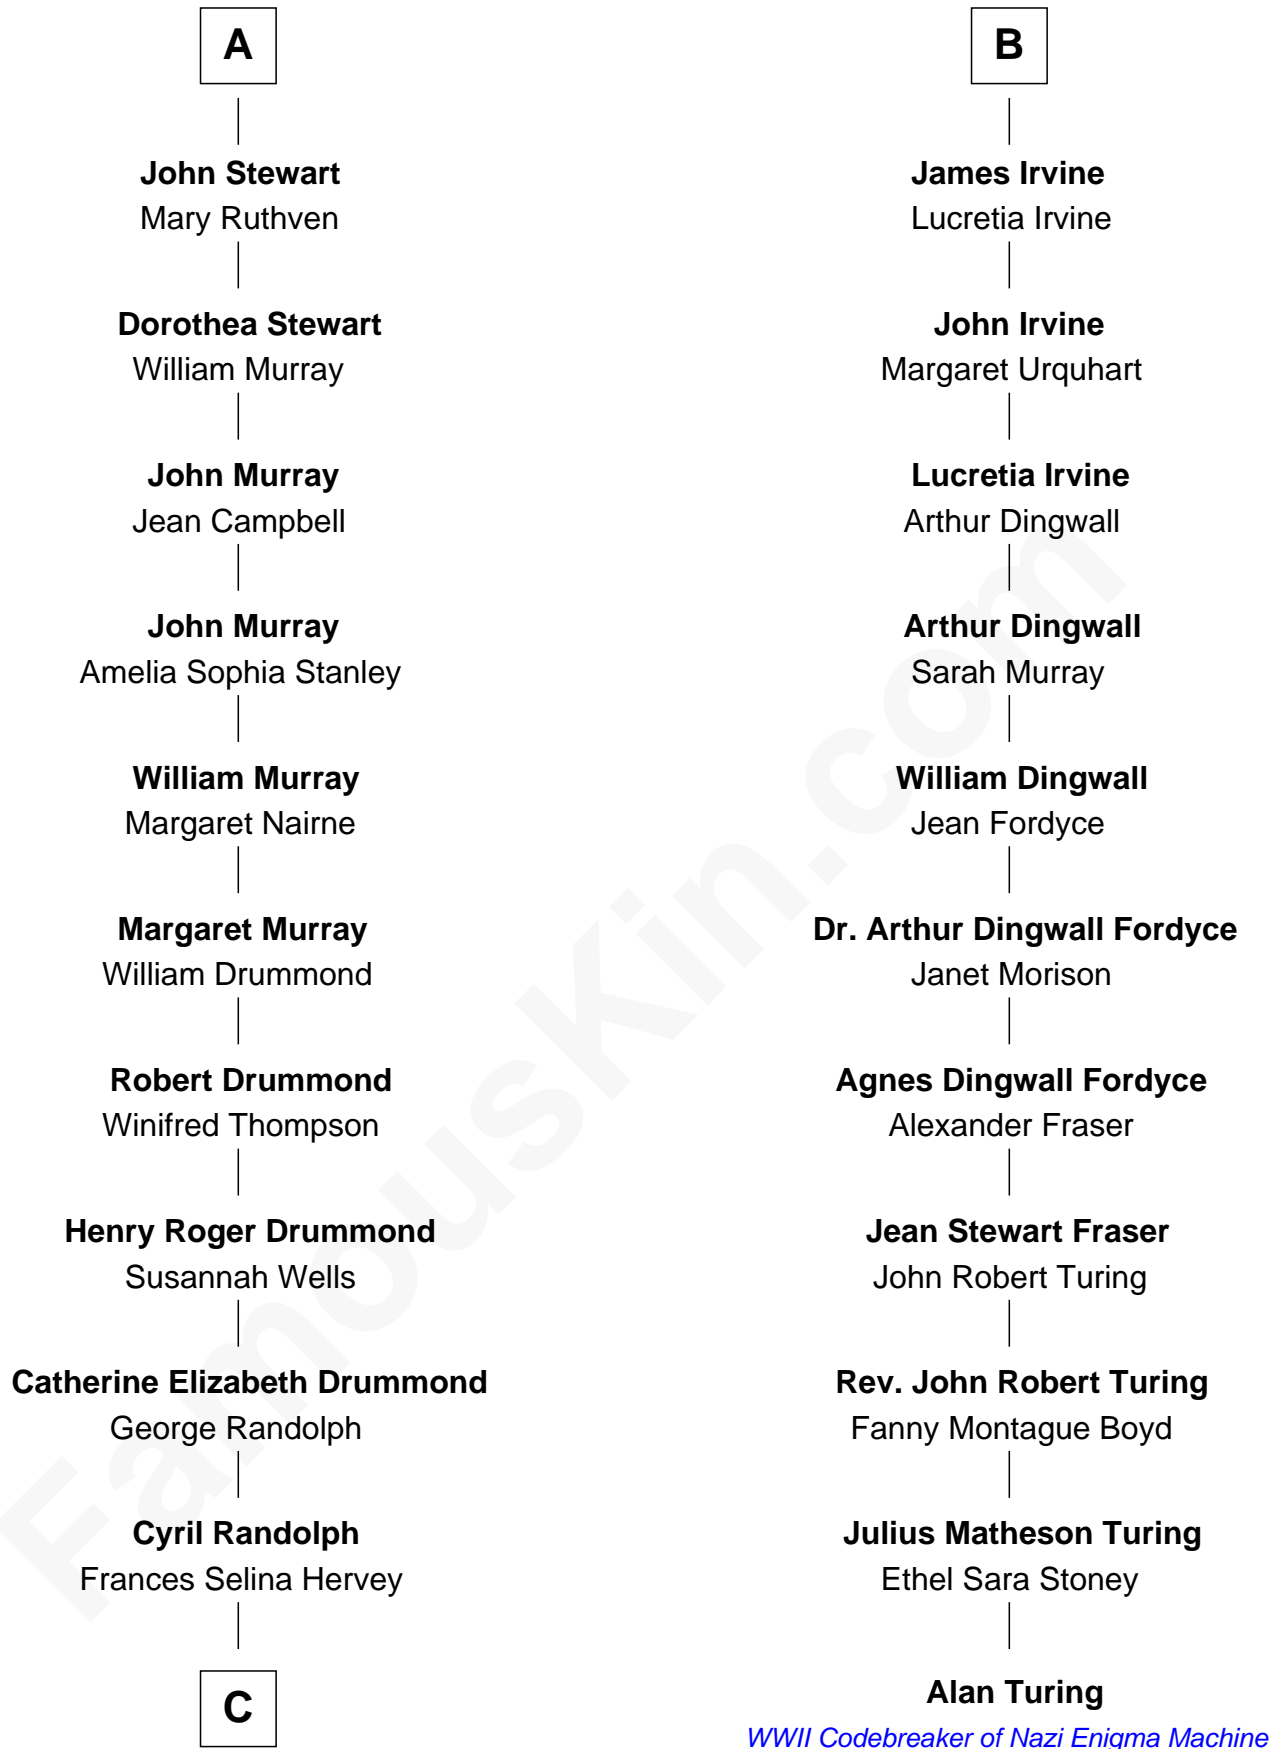 A
John Stewart
Mary Ruthven
Dorothea Stewart
William Murray
John Murray
Jean Campbell
John Murray
Amelia Sophia Stanley
William Murray
Margaret Nairne
Margaret Murray
William Drummond
Robert Drummond
Winifred Thompson
Henry Roger Drummond
Susannah Wells
Catherine Elizabeth Drummond
George Randolph
Cyril Randolph
Frances Selina Hervey
C
B
James Irvine
Lucretia Irvine
John Irvine
Margaret Urquhart
Lucretia Irvine
Arthur Dingwall
Arthur Dingwall
Sarah Murray
William Dingwall
Jean Fordyce
Dr. Arthur Dingwall Fordyce
Janet Morison
Agnes Dingwall Fordyce
Alexander Fraser
Jean Stewart Fraser
John Robert Turing
Rev. John Robert Turing
Fanny Montague Boyd
Julius Matheson Turing
Ethel Sara Stoney
Alan Turing
WWII Codebreaker of Nazi Enigma Machine
FamousKin.com